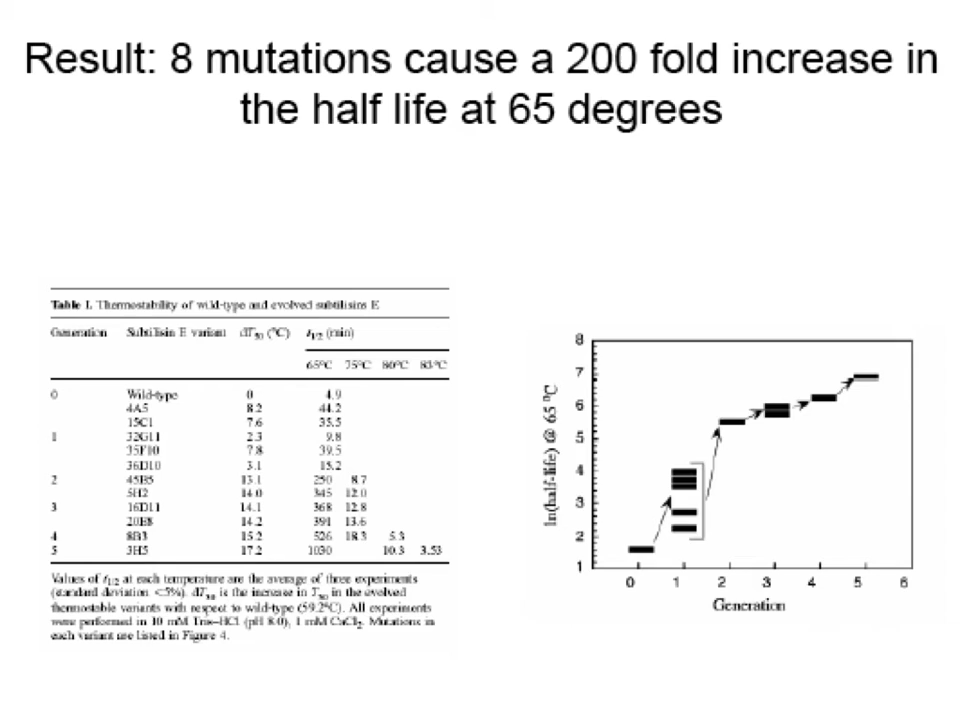 Result: 8 mutations cause a 200 fold increase in
the half life at 65 degrees
Table I. Thermostability of wild-type and evolved subtilisins E
Generation Subtilisin E variant dT50 (°C) t1/2 (min)
65°C 75°C 80°C 83°C
0 Wild-type 0 4.9
4A5 8.2 44.2
15C1 7.6 35.5
1 32G11 2.3 9.8
35F10 7.8 39.5
36D10 3.1 15.2
2 45B5 13.1 250 8.7
5H2 14.0 345 12.0
3 16D11 14.1 368 12.8
20E8 14.2 391 13.6
4 8B3 15.2 526 18.3 5.3
5 3H5 17.2 1030 10.3 3.53
Values of t1/2 at each temperature are the average of three experiments
(standard deviation <5%). dT50 is the increase in T50 in the evolved
thermostable variants with respect to wild-type (59.2°C). All experiments
were performed in 10 mM Tris–HCl (pH 8.0), 1 mM CaCl2. Mutations in
each variant are listed in Figure 4.
ln(half-life) @ 65 °C
8
7
6
5
4
3
2
1
0 1 2 3 4 5 6
Generation